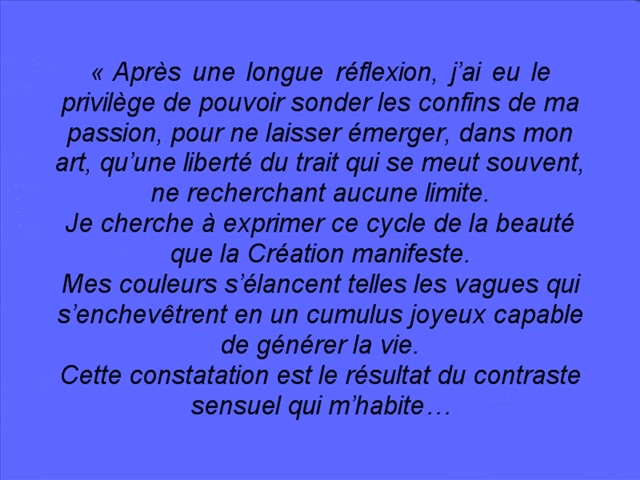 « Après une longue réflexion, j’ai eu le
privilège de pouvoir sonder les confins de ma
passion, pour ne laisser émerger, dans mon
art, qu’une liberté du trait qui se meut souvent,
ne recherchant aucune limite.
Je cherche à exprimer ce cycle de la beauté
que la Création manifeste.
Mes couleurs s’élancent telles les vagues qui
s’enchevêtrent en un cumulus joyeux capable
de générer la vie.
Cette constatation est le résultat du contraste
sensuel qui m’habite…